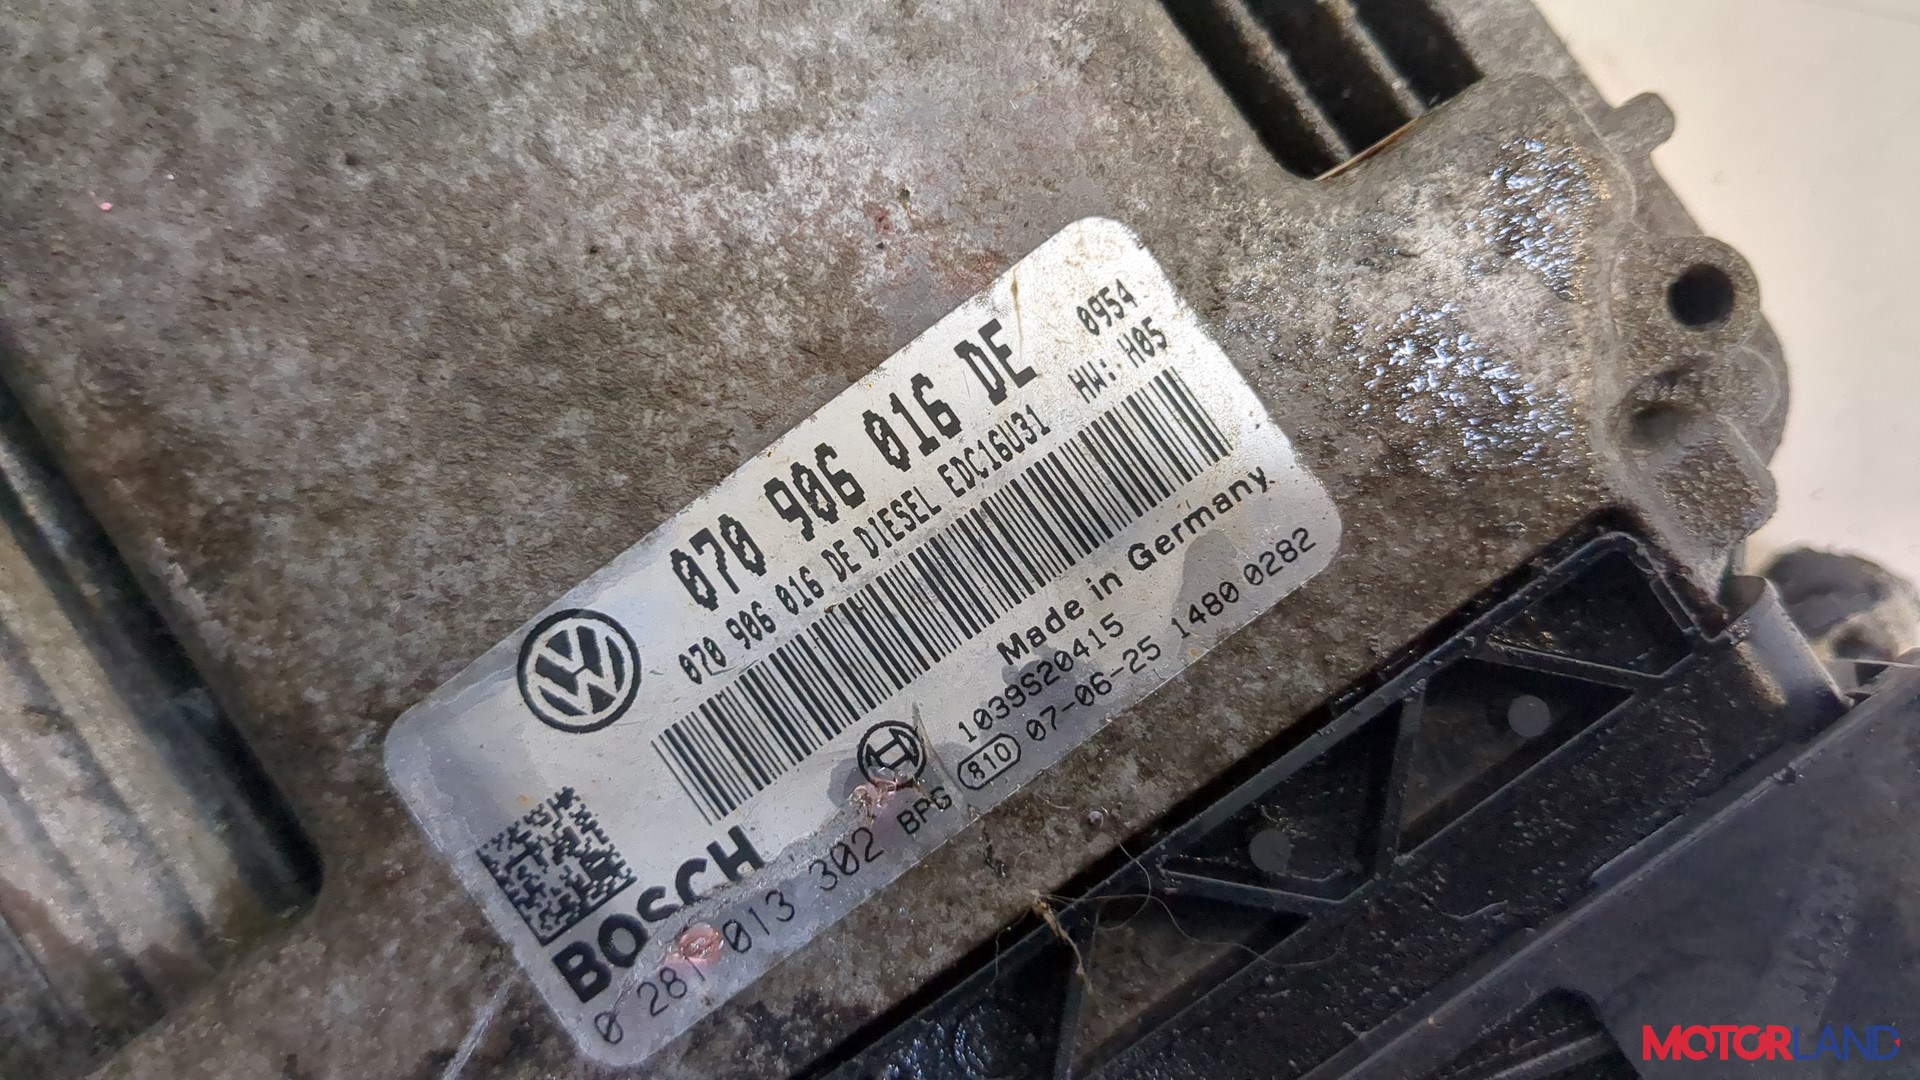 070 906 016 DE 0954
070 906 016 DE DIESEL EDC16U31 HW: H05
Made in Germany
1039S20415
BPG 810 07-06-25 1480 0282
BOSCH
0 281 013 302
MOTORLAND